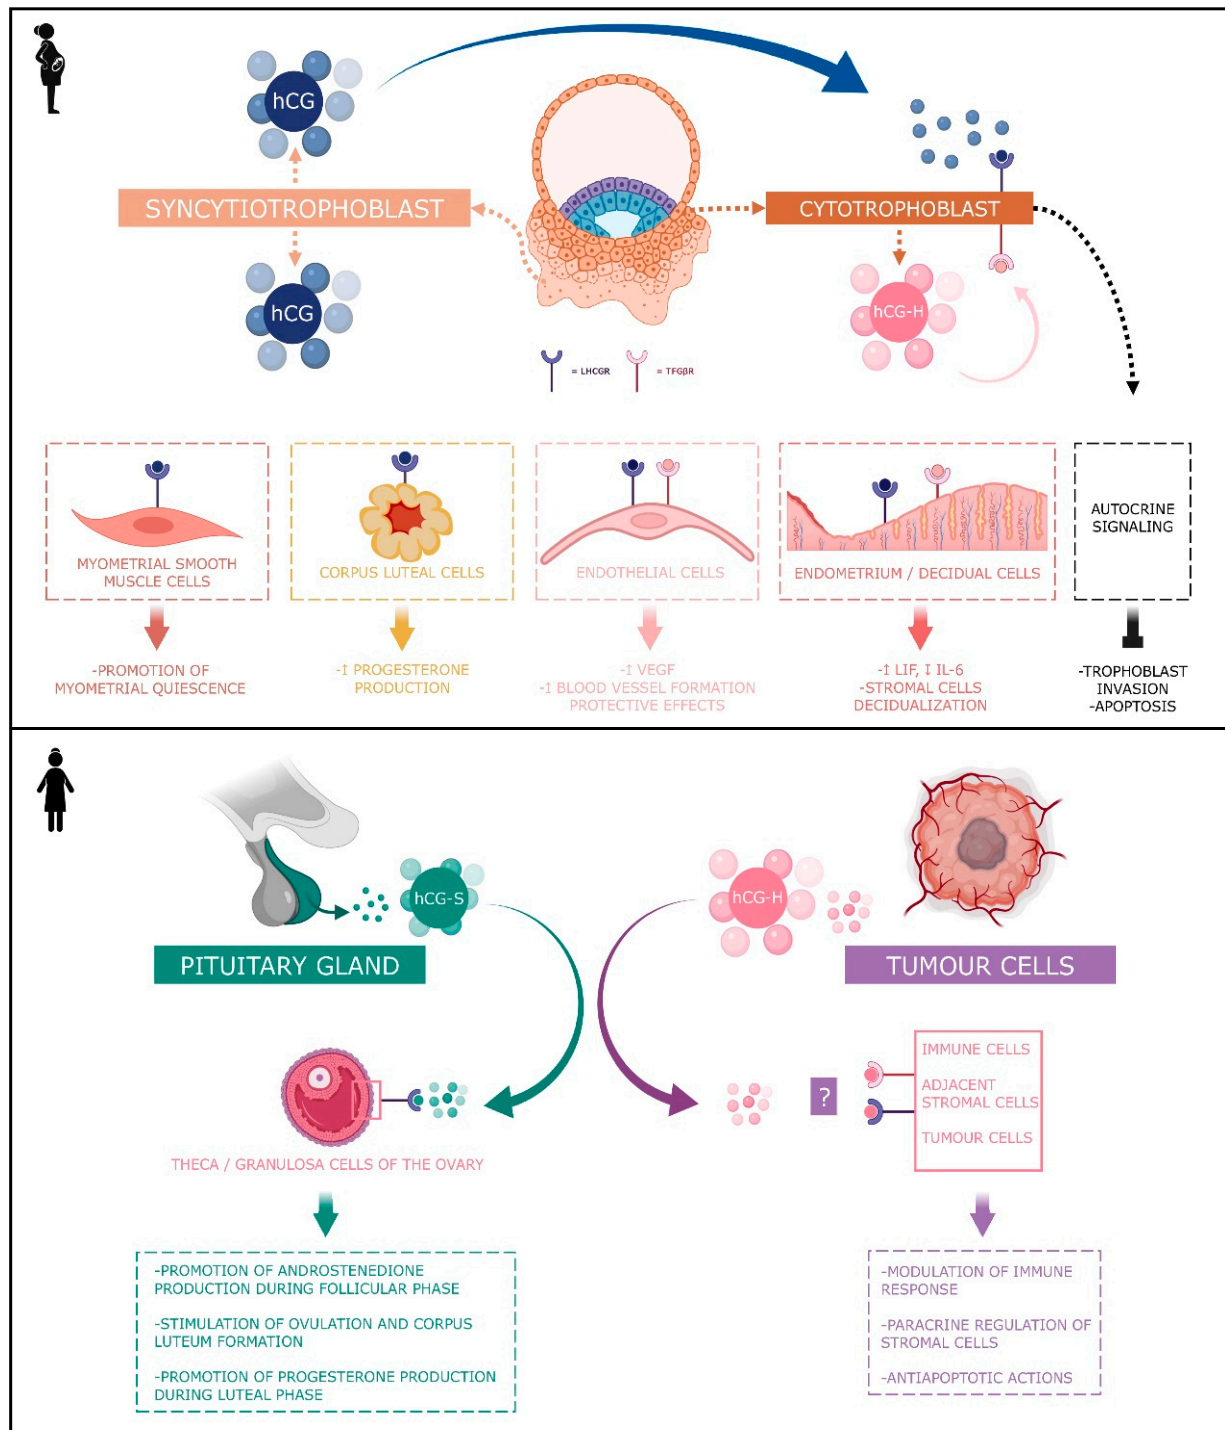 hCG
SYNCYTIOTROPHOBLAST
hCG
CYTOTROPHOBLAST
hCG-H
= LHCGR
= TFGβR
MYOMETRIAL SMOOTH
MUSCLE CELLS
CORPUS LUTEAL CELLS
ENDOTHELIAL CELLS
ENDOMETRIUM / DECIDUAL CELLS
AUTOCRINE
SIGNALING
-PROMOTION OF
MYOMETRIAL QUIESCENCE
-↑ PROGESTERONE
PRODUCTION
-↑ VEGF
-↑ BLOOD VESSEL FORMATION
PROTECTIVE EFFECTS
-↑ LIF, ↓ IL-6
-STROMAL CELLS
DECIDUALIZATION
-TROPHOBLAST
INVASION
-APOPTOSIS
hCG-S
PITUITARY GLAND
hCG-H
TUMOUR CELLS
THECA / GRANULOSA CELLS OF THE OVARY
?
IMMUNE CELLS
ADJACENT
STROMAL CELLS
TUMOUR CELLS
-PROMOTION OF ANDROSTENEDIONE
PRODUCTION DURING FOLLICULAR PHASE
-STIMULATION OF OVULATION AND CORPUS
LUTEUM FORMATION
-PROMOTION OF PROGESTERONE PRODUCTION
DURING LUTEAL PHASE
-MODULATION OF IMMUNE
RESPONSE
-PARACRINE REGULATION OF
STROMAL CELLS
-ANTIAPOPTOTIC ACTIONS